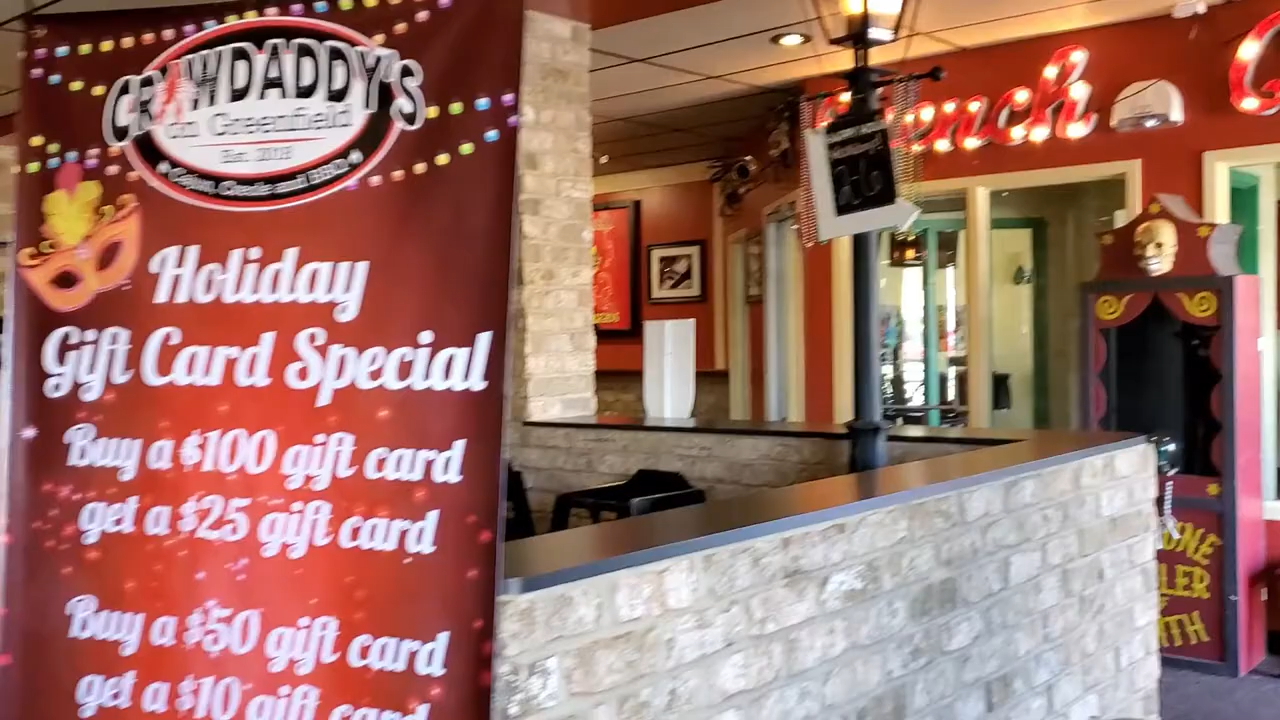 CRAWDADDY'S
on Greenfield
Est. 2018
Cajun, Creole and BBQ
Holiday
Gift Card Special
Buy a $100 gift card
get a $25 gift card
Buy a $50 gift card
get a $10 gift card
ench